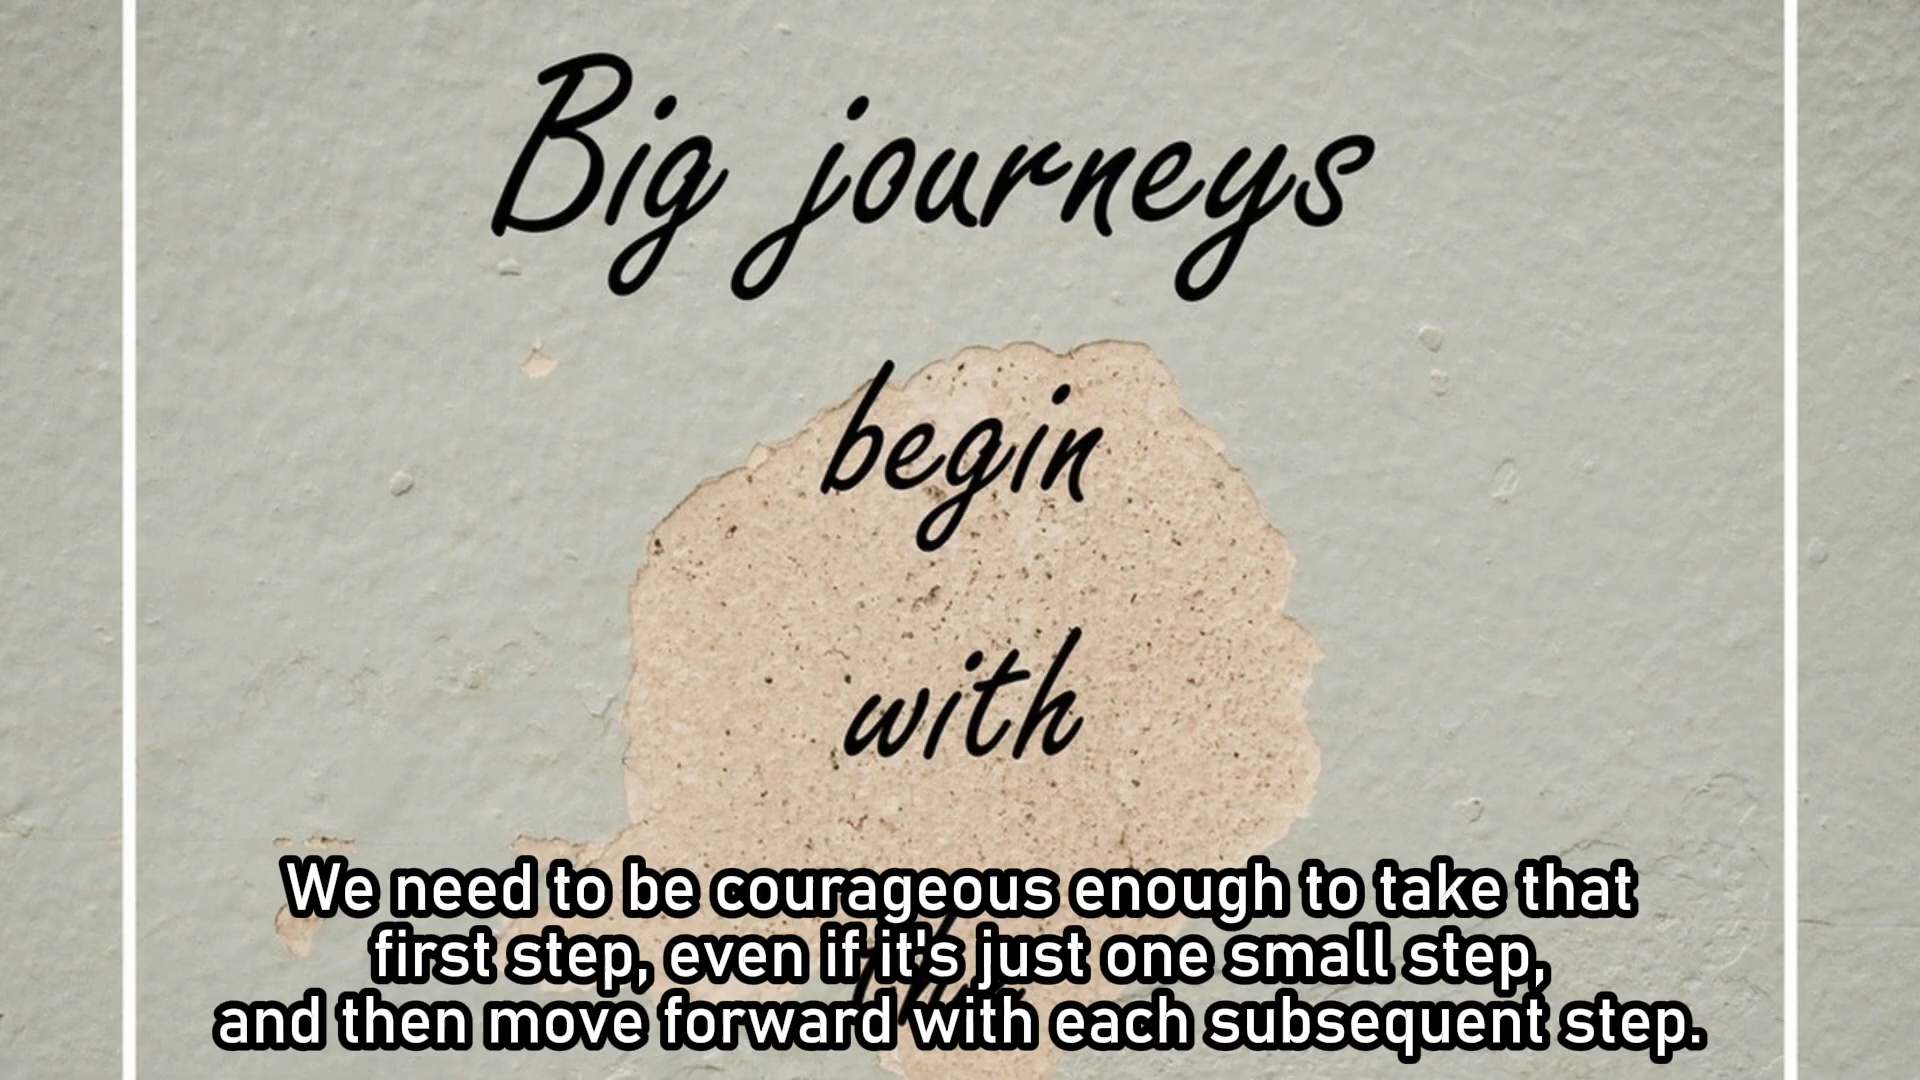 Big journeys
begin
with
We need to be courageous enough to take that
first step, even if it's just one small step,
and then move forward with each subsequent step.